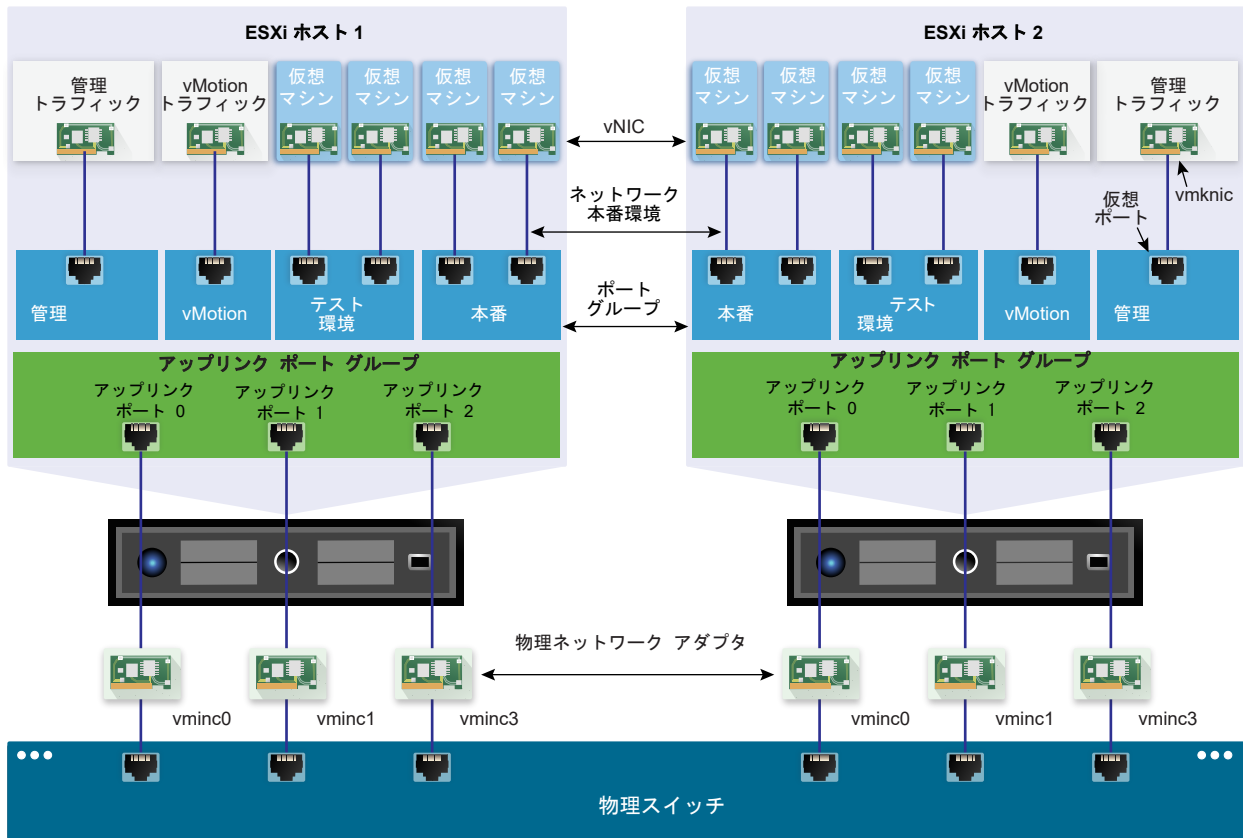 ESXi ホスト 1
ESXi ホスト 2
管理
トラフィック
vMotion
トラフィック
仮想
マシン
仮想
マシン
仮想
マシン
仮想
マシン
vNIC
仮想
マシン
仮想
マシン
仮想
マシン
仮想
マシン
vMotion
トラフィック
管理
トラフィック
vmknic
ネットワーク
本番環境
仮想
ポート
管理
vMotion
テスト
環境
本番
ポート
グループ
本番
テスト
環境
vMotion
管理
アップリンク ポート グループ
アップリンク
ポート 0
アップリンク
ポート 1
アップリンク
ポート 2
アップリンク ポート グループ
アップリンク
ポート 0
アップリンク
ポート 1
アップリンク
ポート 2
物理ネットワーク アダプタ
vminc0
vminc1
vminc3
vminc0
vminc1
vminc3
物理スイッチ